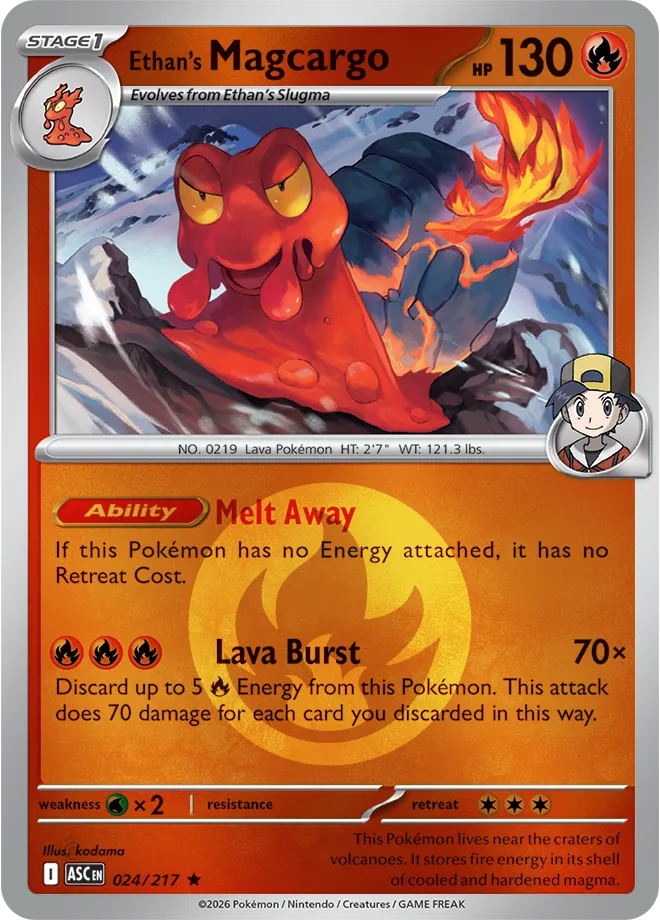 STAGE 1
Ethan's Magcargo
HP 130
Evolves from Ethan's Slugma
NO. 0219 Lava Pokémon HT: 2'7" WT: 121.3 lbs.
Ability Melt Away
If this Pokémon has no Energy attached, it has no
Retreat Cost.
Lava Burst 70×
Discard up to 5 Energy from this Pokémon. This attack
does 70 damage for each card you discarded in this way.
weakness ×2 resistance retreat
Illus. kodama
This Pokémon lives near the craters of
volcanoes. It stores fire energy in its shell
of cooled and hardened magma.
I ASC EN 024/217 ★
©2026 Pokémon / Nintendo / Creatures / GAME FREAK